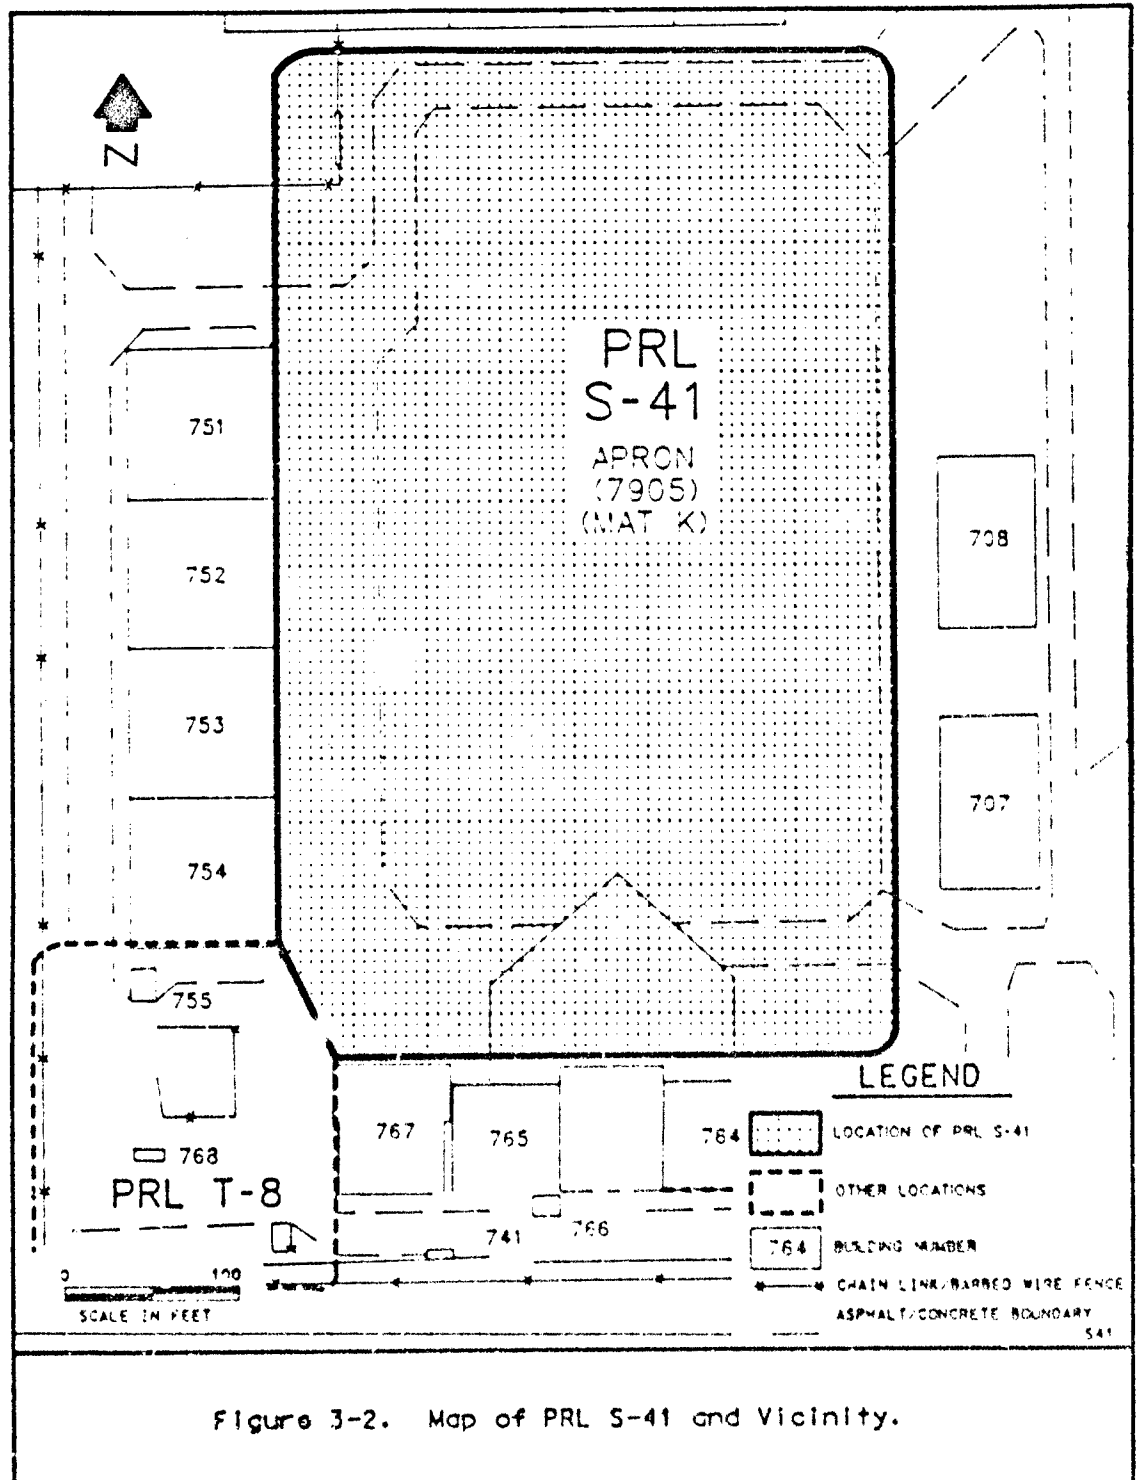 N
PRL
S-41
APRON
(7905)
(MAT K)
751
752
753
754
708
707
755
768
PRL T-8
767
765
764
741
766
0 100
SCALE IN FEET
LEGEND
LOCATION OF PRL S-41
OTHER LOCATIONS
764 BUILDING NUMBER
CHAIN LINK/BARBED WIRE FENCE
ASPHALT/CONCRETE BOUNDARY
S41
Figure 3-2. Map of PRL S-41 and Vicinity.